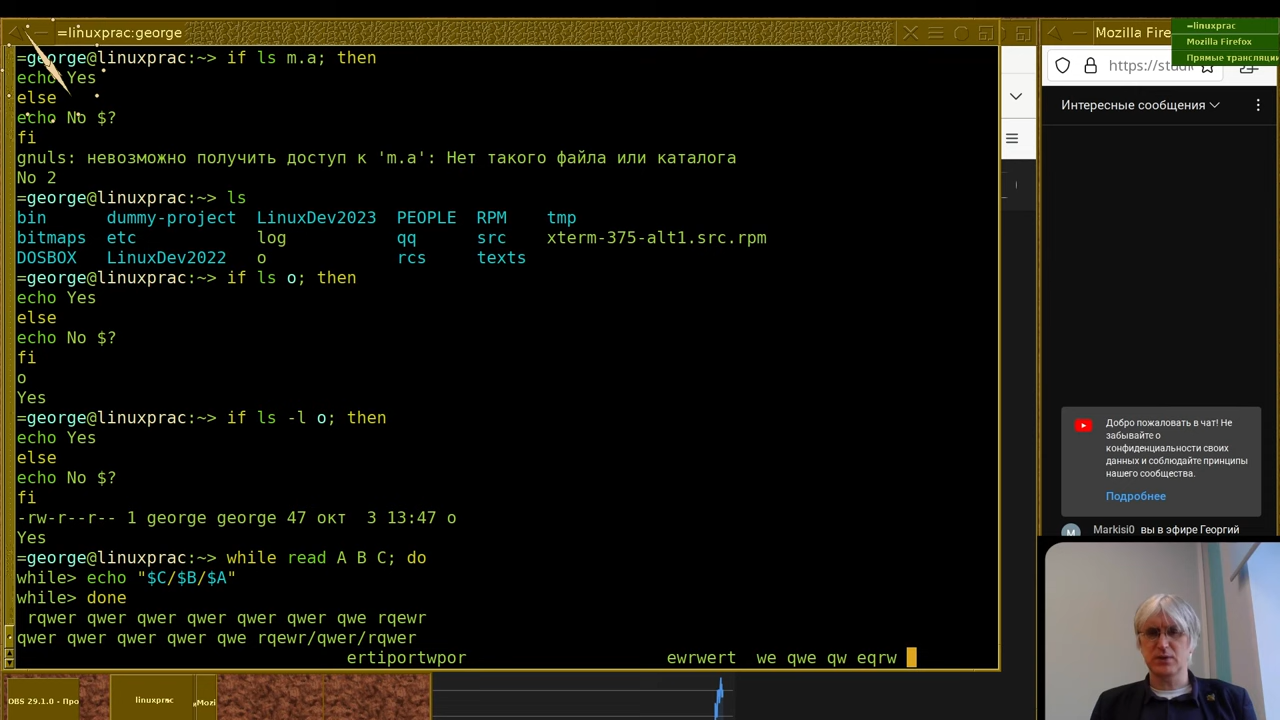 =linuxprac:george
=george@linuxprac:~> if ls m.a; then
echo Yes
else
echo No $?
fi
gnuls: невозможно получить доступ к 'm.a': Нет такого файла или каталога
No 2
=george@linuxprac:~> ls
bin dummy-project LinuxDev2023 PEOPLE RPM tmp
bitmaps etc log qq src xterm-375-alt1.src.rpm
DOSBOX LinuxDev2022 o rcs texts
=george@linuxprac:~> if ls o; then
echo Yes
else
echo No $?
fi
o
Yes
=george@linuxprac:~> if ls -l o; then
echo Yes
else
echo No $?
fi
-rw-r--r-- 1 george george 47 окт 3 13:47 o
Yes
=george@linuxprac:~> while read A B C; do
while> echo "$C/$B/$A"
while> done
 rqwer qwer qwer qwer qwer qwer qwe rqewr
qwer qwer qwer qwer qwe rqewr/qwer/rqwer
ertiportwpor ewrwert we qwe qw eqrw
Mozilla Fire
=linuxprac
Mozilla Firefox
Прямые трансляци
https://stud
Интересные сообщения
Добро пожаловать в чат! Не
забывайте о
конфиденциальности своих
данных и соблюдайте принципы
нашего сообщества.
Подробнее
M
Markisi0 вы в эфире Георгий
OBS 29.1.0 - Про
linuxprac
Mozi